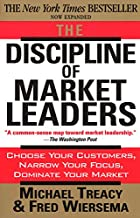 THE New York Times BESTSELLER
NOW EXPANDED
THE
DISCIPLINE
OF MARKET
LEADERS
"A common-sense map toward market leadership."
—The Washington Post
CHOOSE YOUR CUSTOMERS,
NARROW YOUR FOCUS,
DOMINATE YOUR MARKET
MICHAEL TREACY
& FRED WIERSEMA